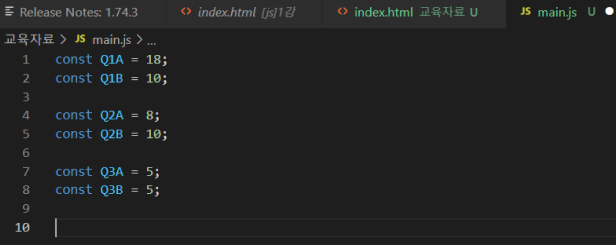 Release Notes: 1.74.3 <> index.html [js]1강 <> index.html 교육자료 U JS main.js U
교육자료 > JS main.js > ...
1 const Q1A = 18;
2 const Q1B = 10;
3
4 const Q2A = 8;
5 const Q2B = 10;
6
7 const Q3A = 5;
8 const Q3B = 5;
9
10